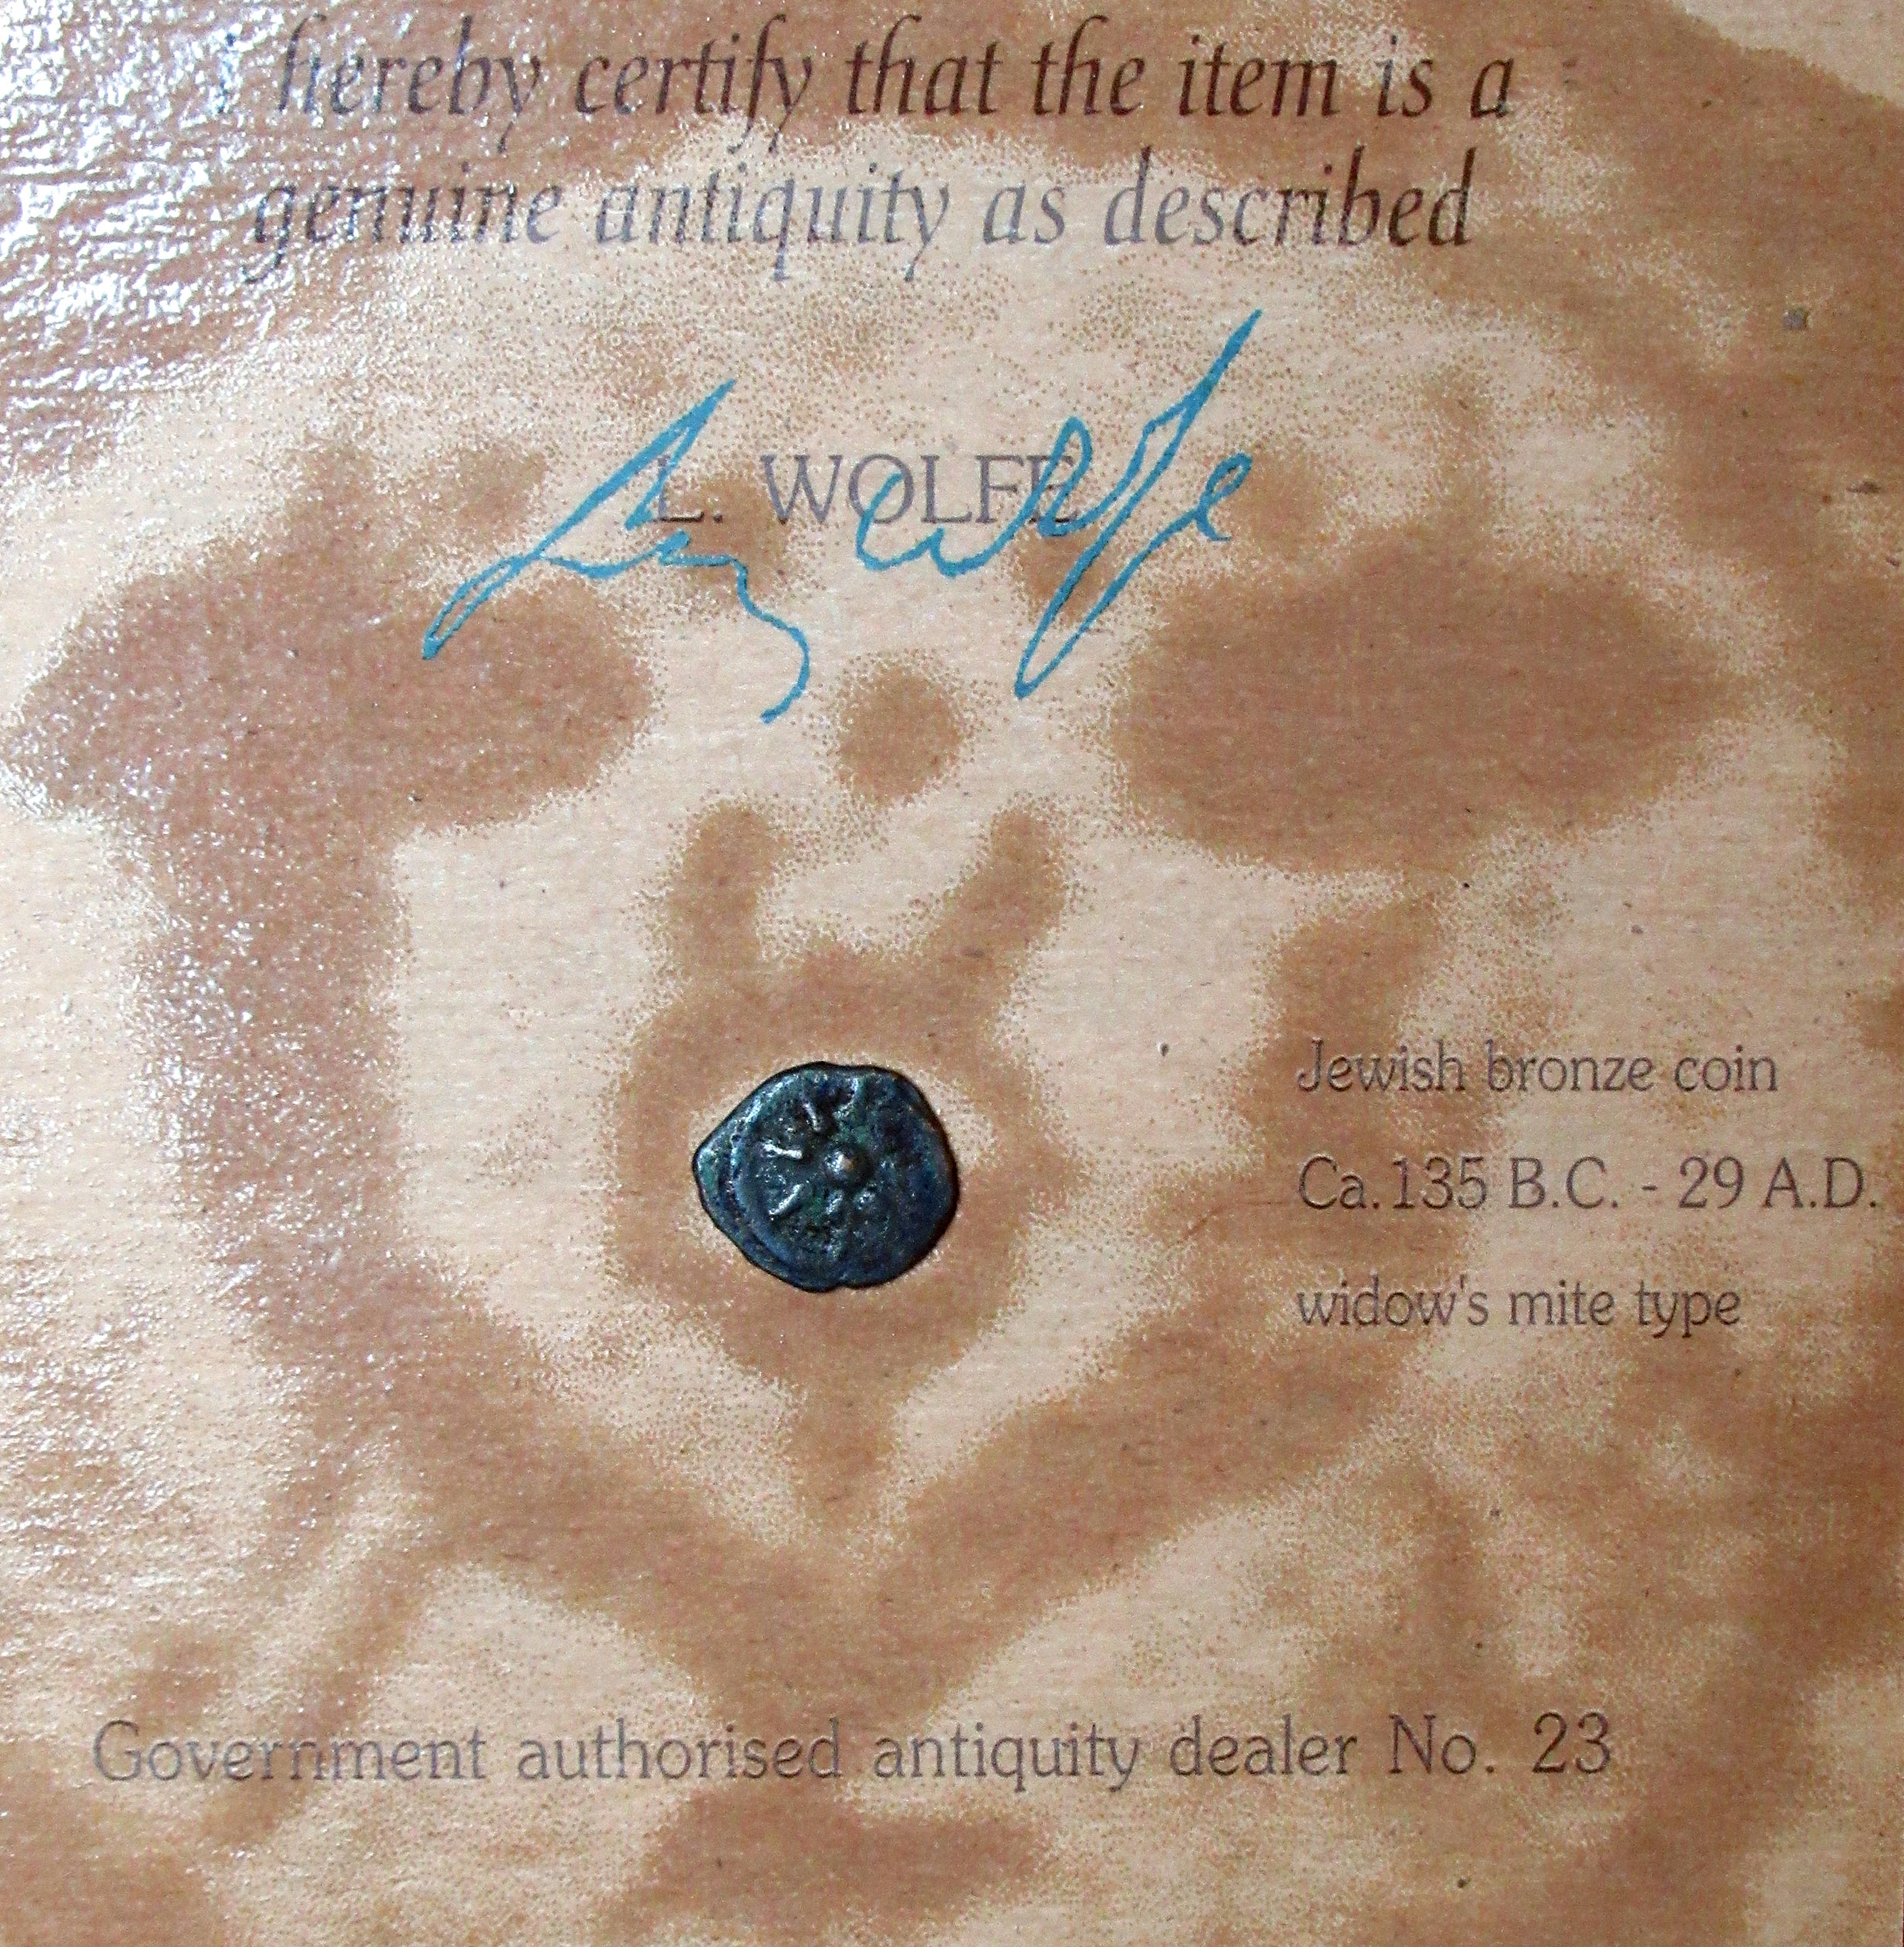 i hereby certify that the item is a
genuine antiquity as described
L. WOLFE
Jewish bronze coin
Ca.135 B.C. - 29 A.D.
widow's mite type
Government authorised antiquity dealer No. 23